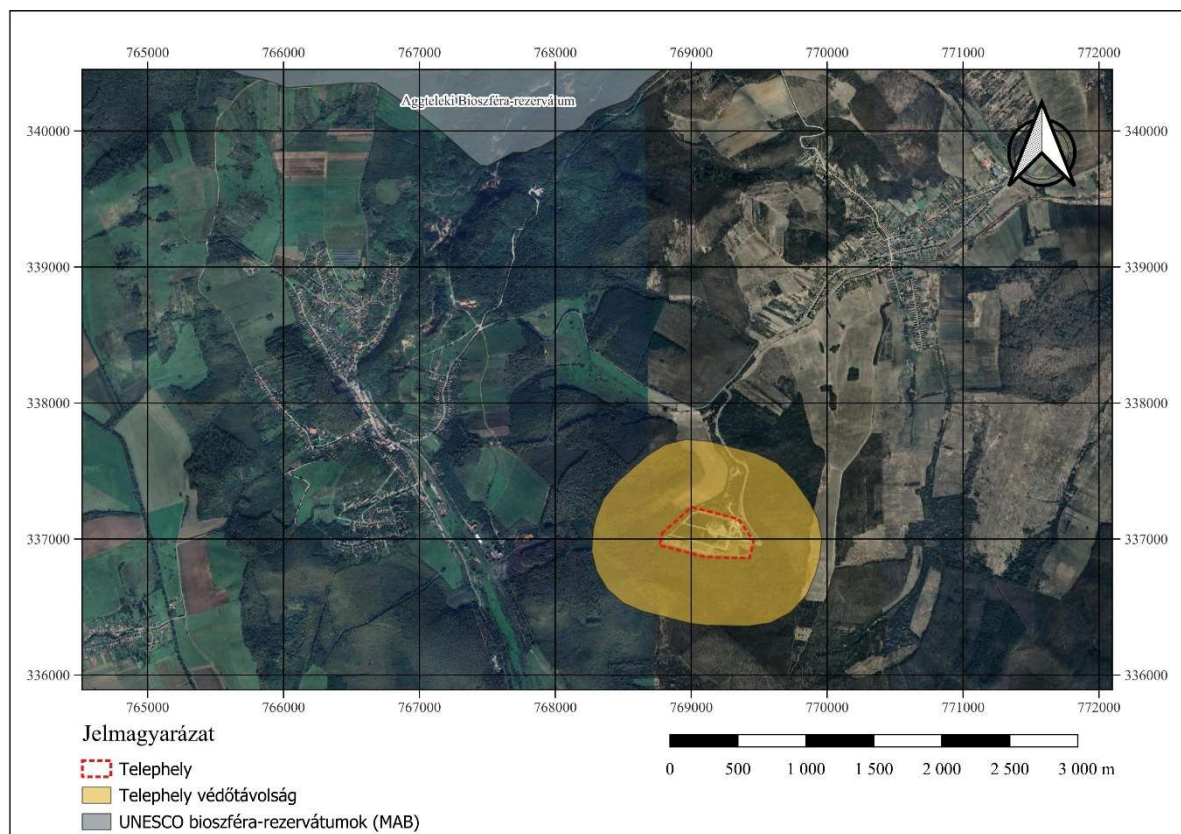 765000 766000 767000 768000 769000 770000 771000 772000
Aggteleki Bioszféra-rezervátum
340000 340000
339000 339000
338000 338000
337000 337000
336000 336000
765000 766000 767000 768000 769000 770000 771000 772000
Jelmagyarázat
Telephely
Telephely védőtávolság
UNESCO bioszféra-rezervátumok (MAB)
0 500 1 000 1 500 2 000 2 500 3 000 m